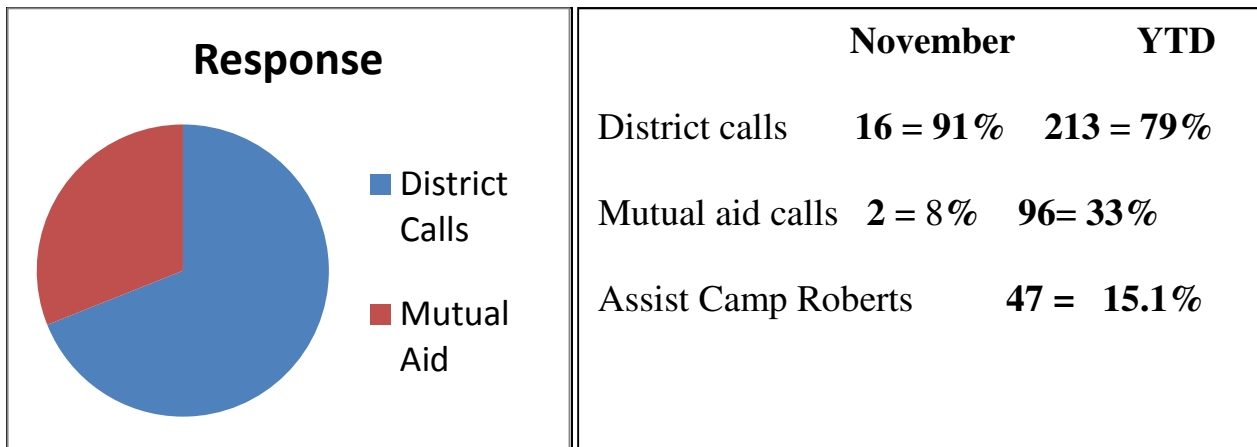 Response
District
Calls
Mutual
Aid
November YTD
District calls 16 = 91% 213 = 79%
Mutual aid calls 2 = 8% 96= 33%
Assist Camp Roberts 47 = 15.1%